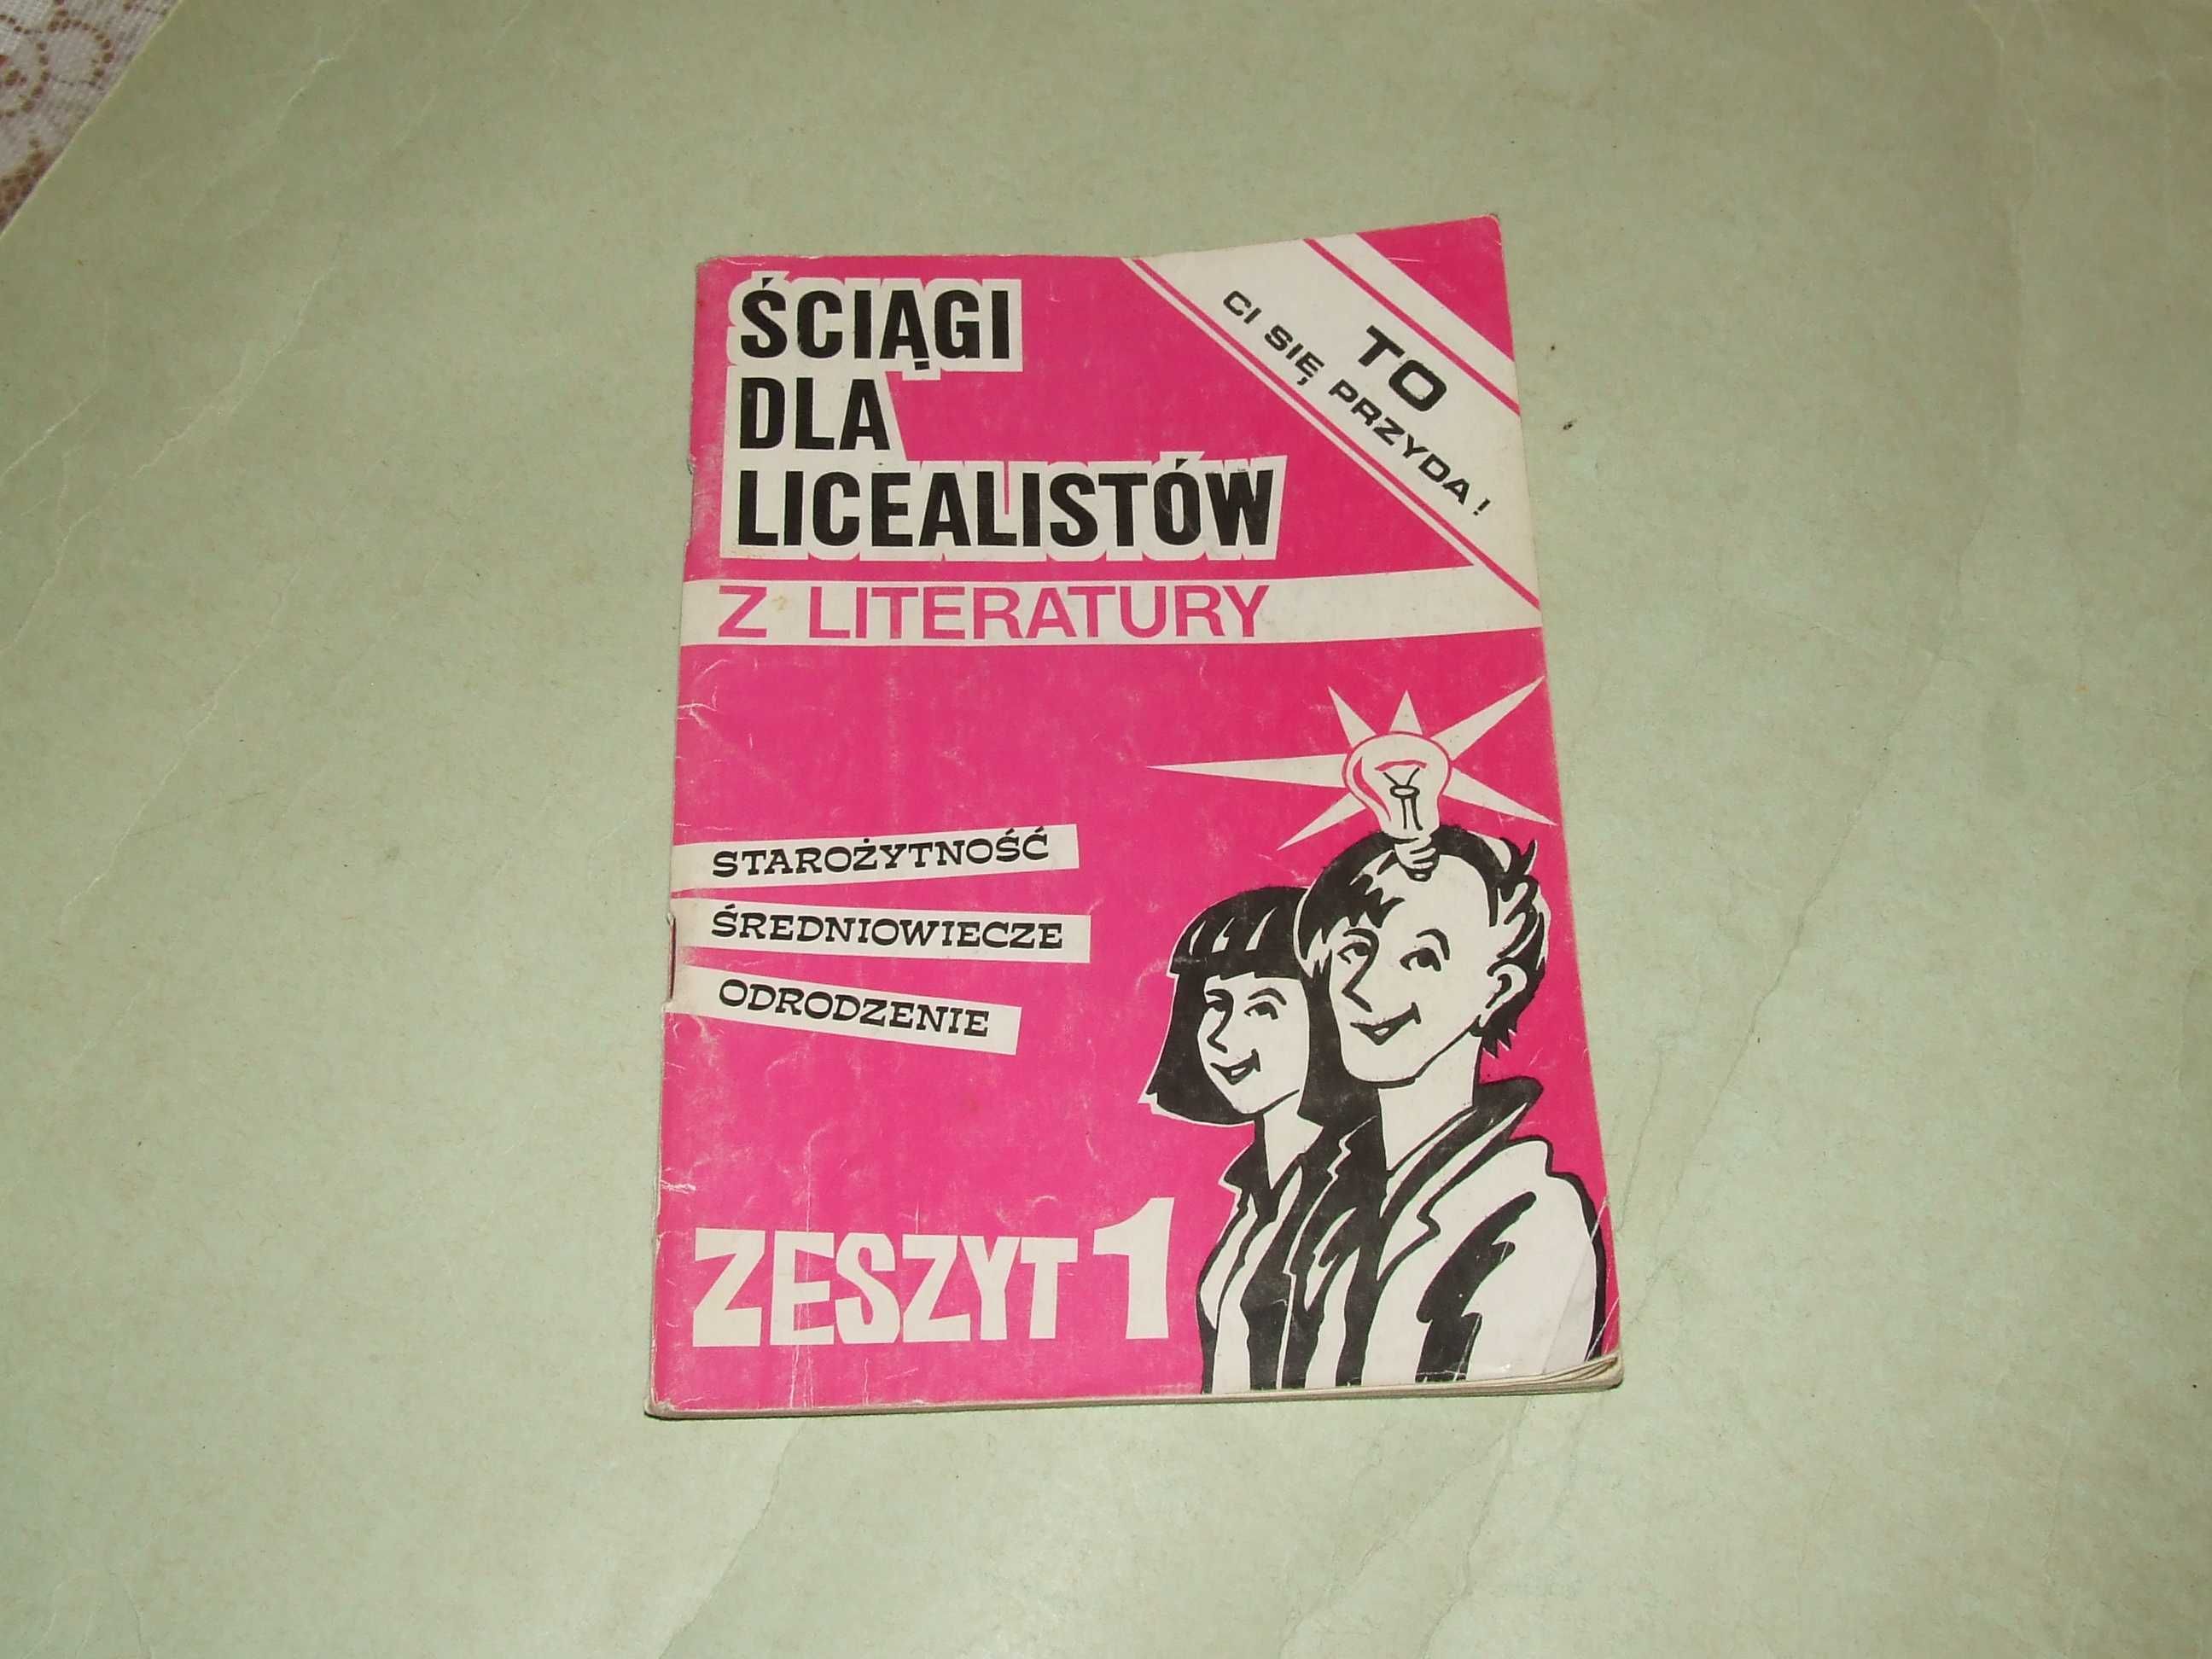 ŚCIĄGI
DLA
LICEALISTÓW
TO
CI SIĘ PRZYDA!
Z LITERATURY
STAROŻYTNOŚĆ
ŚREDNIOWIECZE
ODRODZENIE
ZESZYT 1